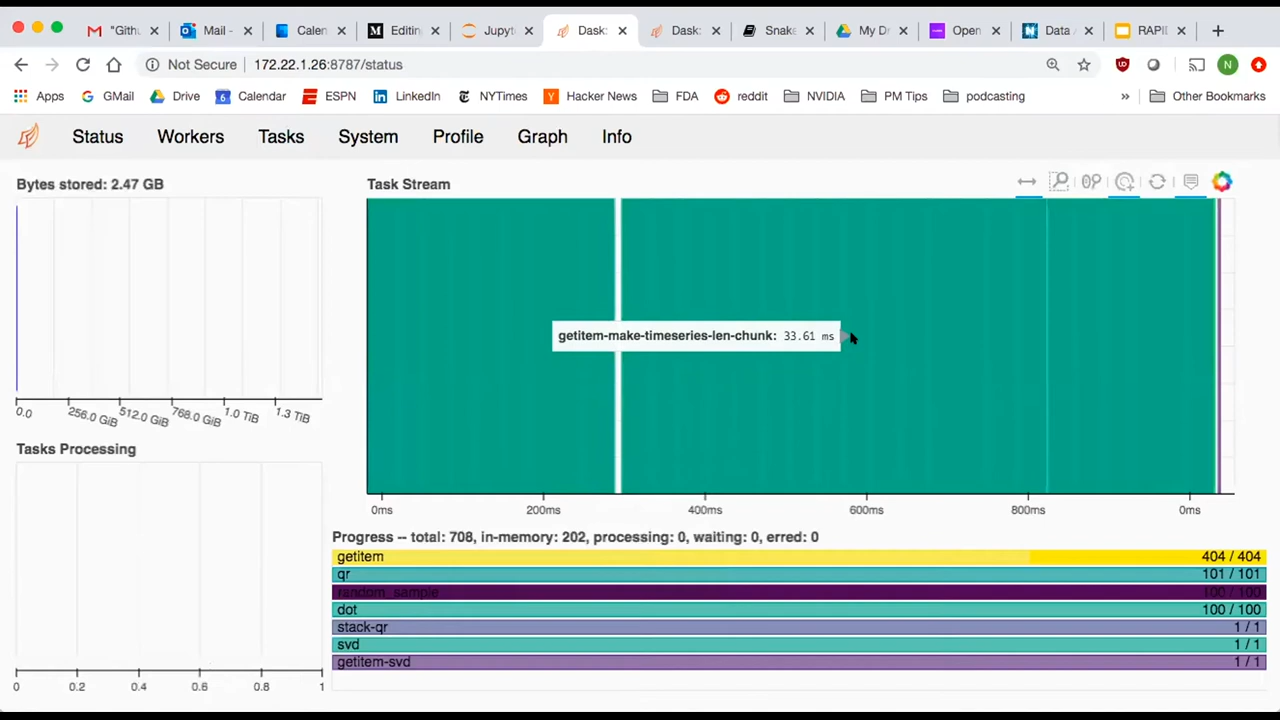 "Githu
Mail -
Calen
Editin
Jupyt
Dask:
Dask:
Snake
My Dr
Open
Data /
RAPID
Not Secure
172.22.1.26:8787/status
N
Apps
GMail
Drive
Calendar
ESPN
LinkedIn
NYTimes
Hacker News
FDA
reddit
NVIDIA
PM Tips
podcasting
»
Other Bookmarks
Status
Workers
Tasks
System
Profile
Graph
Info
Bytes stored: 2.47 GB
0.0
256.0 GiB
512.0 GiB
768.0 GiB
1.0 TiB
1.3 TiB
Tasks Processing
0
0.2
0.4
0.6
0.8
1
Task Stream
getitem-make-timeseries-len-chunk: 33.61 ms
0ms
200ms
400ms
600ms
800ms
0ms
Progress -- total: 708, in-memory: 202, processing: 0, waiting: 0, erred: 0
getitem 404 / 404
qr 101 / 101
random_sample 100 / 100
dot 100 / 100
stack-qr 1 / 1
svd 1 / 1
getitem-svd 1 / 1